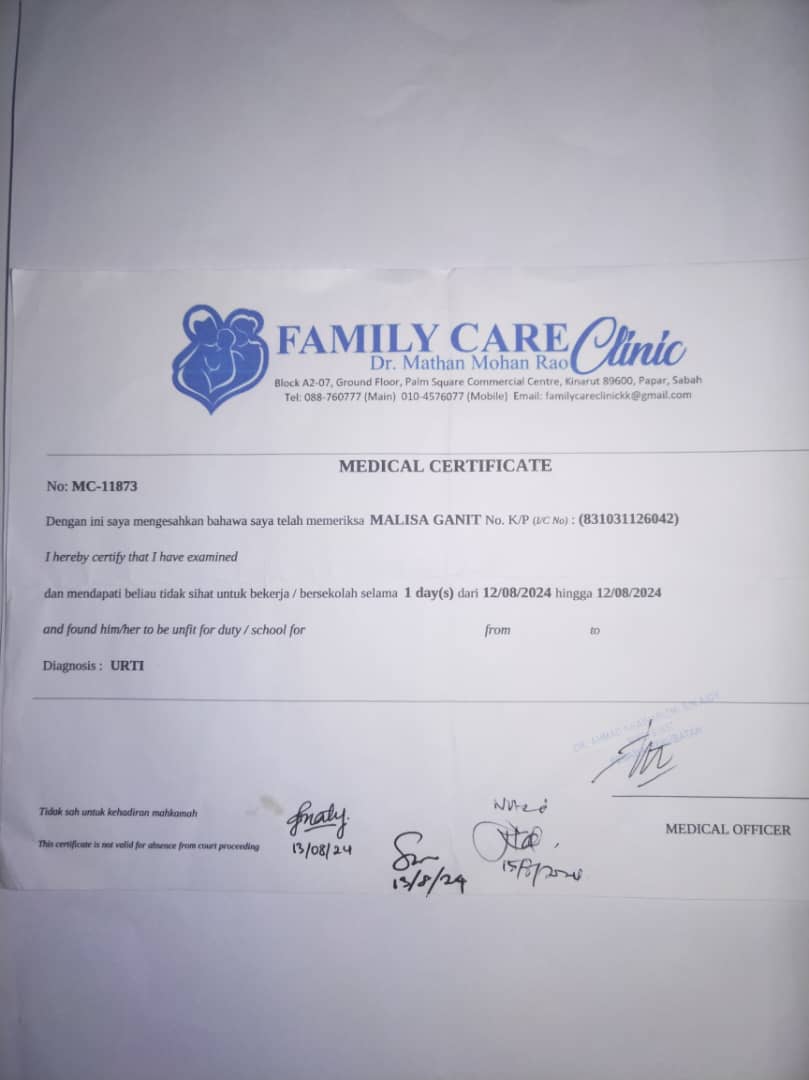 FAMILY CARE Clinic
Dr. Mathan Mohan Rao
Block A2-07, Ground Floor, Palm Square Commercial Centre, Kinarut 89600, Papar, Sabah
Tel: 088-760777 (Main) 010-4576077 (Mobile) Email: familycareclinickk@gmail.com
MEDICAL CERTIFICATE
No: MC-11873
Dengan ini saya mengesahkan bahawa saya telah memeriksa MALISA GANIT No. K/P (I/C No) : (831031126042)
I hereby certify that I have examined
dan mendapati beliau tidak sihat untuk bekerja / bersekolah selama 1 day(s) dari 12/08/2024 hingga 12/08/2024
and found him/her to be unfit for duty / school for from to
Diagnosis : URTI
DR. AHMAD
Tidak sah untuk kehadiran mahkamah
This certificate is not valid for absence from court proceeding
13/08/24
13/8/24
Noted
15/8/2024
MEDICAL OFFICER